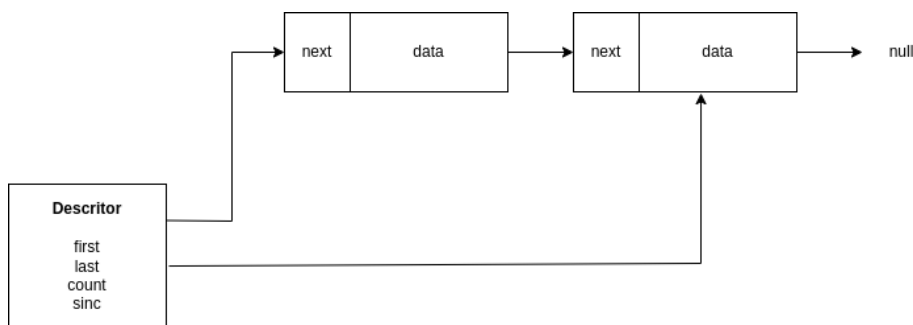 next data next data null
Descritor
first
last
count
sinc